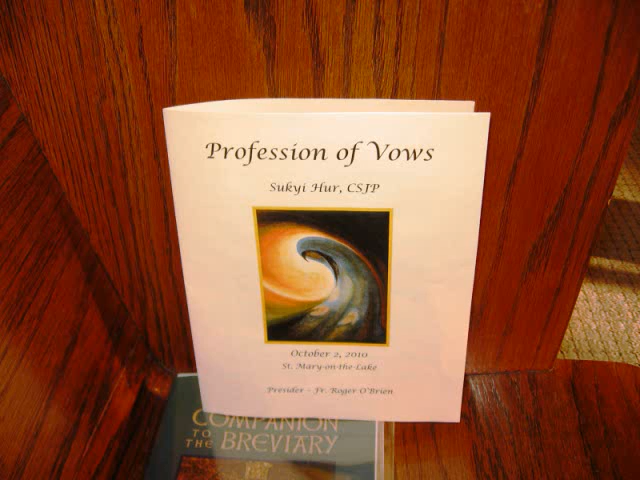 Profession of Vows
Sukyi Hur, CSJP
October 2, 2010
St. Mary-on-the-Lake
Presider - Fr. Roger O'Brien
COMPANION
TO
THE BREVIARY